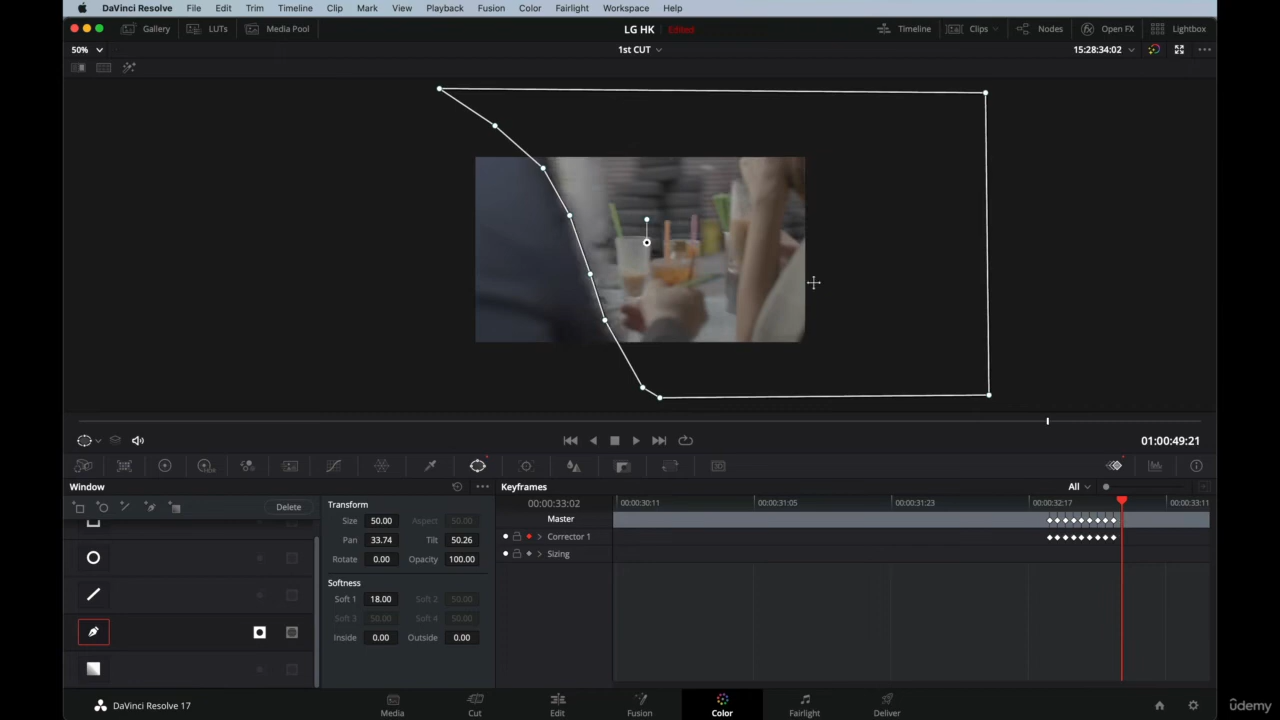 DaVinci Resolve File Edit Trim Timeline Clip Mark View Playback Fusion Color Fairlight Workspace Help
Gallery LUTs Media Pool LG HK Edited Timeline Clips Nodes Open FX Lightbox
50% 1st CUT 15:28:34:02
01:00:49:21
Window Keyframes All
Delete
Transform
Size 50.00 Aspect 50.00
Pan 33.74 Tilt 50.26
Rotate 0.00 Opacity 100.00
Softness
Soft 1 18.00 Soft 2 50.00
Soft 3 50.00 Soft 4 50.00
Inside 0.00 Outside 0.00
00:00:33:02 00:00:30:11 00:00:31:05 00:00:31:23 00:00:32:17 00:00:33:11
Master
Corrector 1
Sizing
DaVinci Resolve 17 Media Cut Edit Fusion Color Fairlight Deliver
udemy